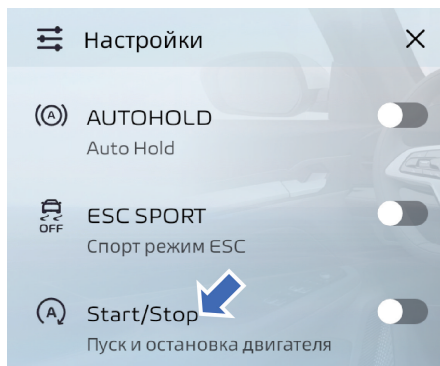 Настройки
(A) AUTOHOLD
Auto Hold
OFF ESC SPORT
Спорт режим ESC
A Start/Stop
Пуск и остановка двигателя